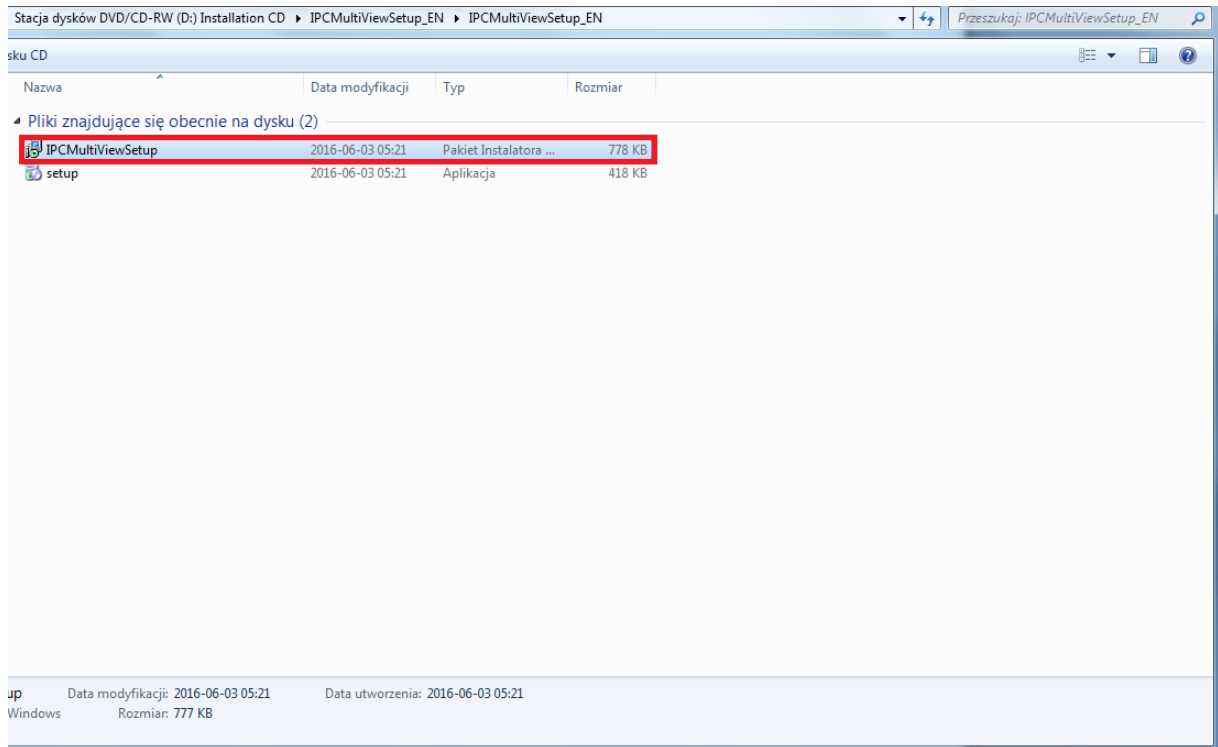 Stacja dysków DVD/CD-RW (D:) Installation CD ▸ IPCMultiViewSetup_EN ▸ IPCMultiViewSetup_EN Przeszukaj: IPCMultiViewSetup_EN
sku CD
Nazwa Data modyfikacji Typ Rozmiar
Pliki znajdujące się obecnie na dysku (2)
IPCMultiViewSetup 2016-06-03 05:21 Pakiet Instalatora ... 778 KB
setup 2016-06-03 05:21 Aplikacja 418 KB
up Data modyfikacji: 2016-06-03 05:21 Data utworzenia: 2016-06-03 05:21
Windows Rozmiar: 777 KB